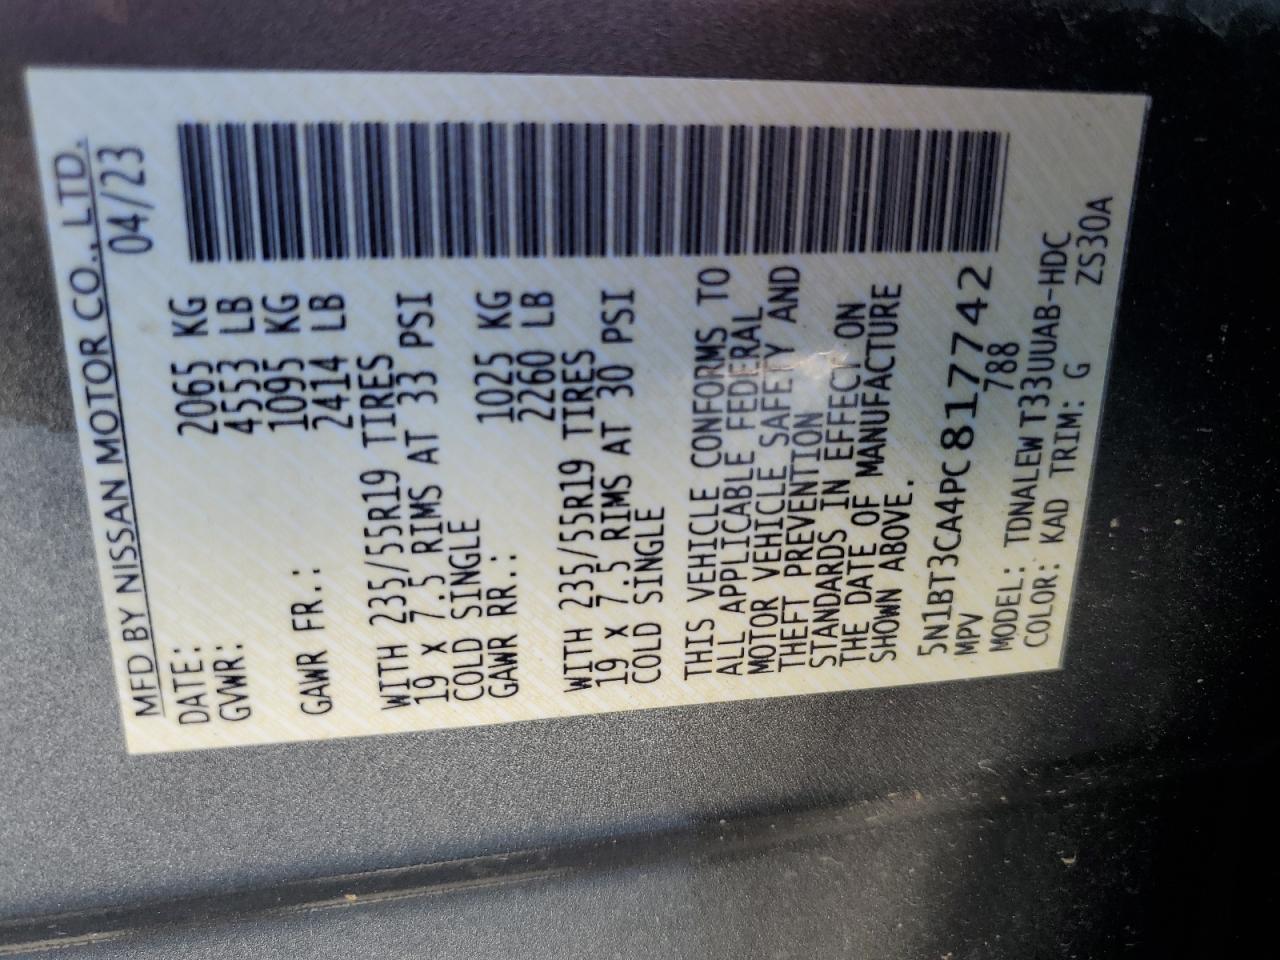 MFD BY NISSAN MOTOR CO., LTD.
DATE: 04/23
GVWR: 2065 KG
4553 LB
GAWR FR.: 1095 KG
2414 LB
WITH 235/55R19 TIRES
19 X 7.5 RIMS AT 33 PSI
COLD SINGLE
GAWR RR.: 1025 KG
2260 LB
WITH 235/55R19 TIRES
19 X 7.5 RIMS AT 30 PSI
COLD SINGLE
THIS VEHICLE CONFORMS TO
ALL APPLICABLE FEDERAL
MOTOR VEHICLE SAFETY AND
THEFT PREVENTION
STANDARDS IN EFFECT ON
THE DATE OF MANUFACTURE
SHOWN ABOVE.
5N1BT3CA4PC817742
MPV 788
MODEL: TDNALEWT33UUAB-HDC
COLOR: KAD TRIM: G ZS30A